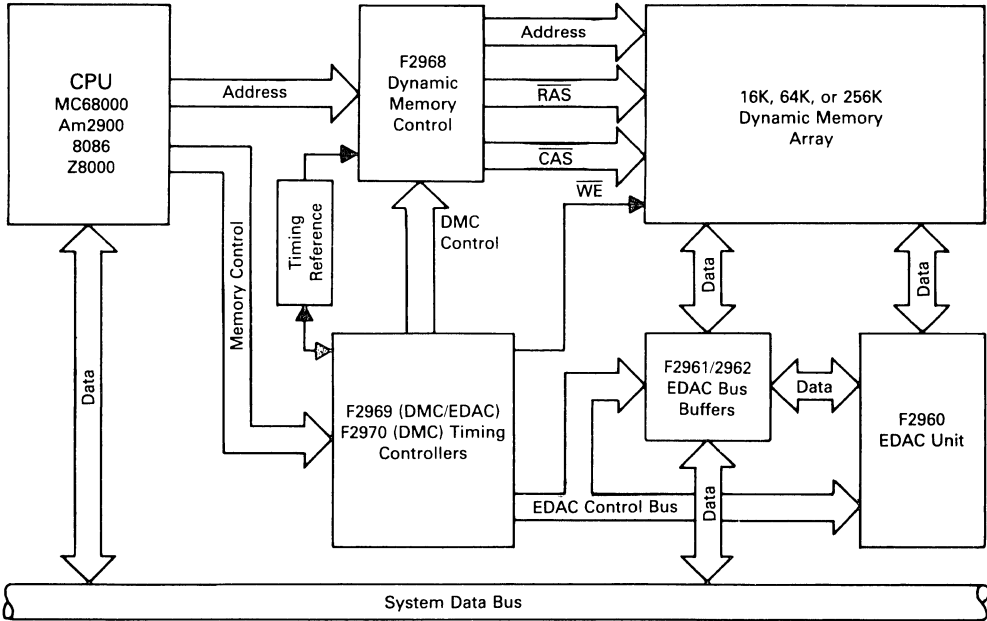 CPU
MC68000
Am2900
8086
Z8000
Address
F2968
Dynamic
Memory
Control
Address
RAS
CAS
WE
16K, 64K, or 256K
Dynamic Memory
Array
Timing
Reference
DMC
Control
Memory Control
Data
Data
Data
F2969 (DMC/EDAC)
F2970 (DMC) Timing
Controllers
F2961/2962
EDAC Bus
Buffers
Data
F2960
EDAC Unit
EDAC Control Bus
Data
System Data Bus